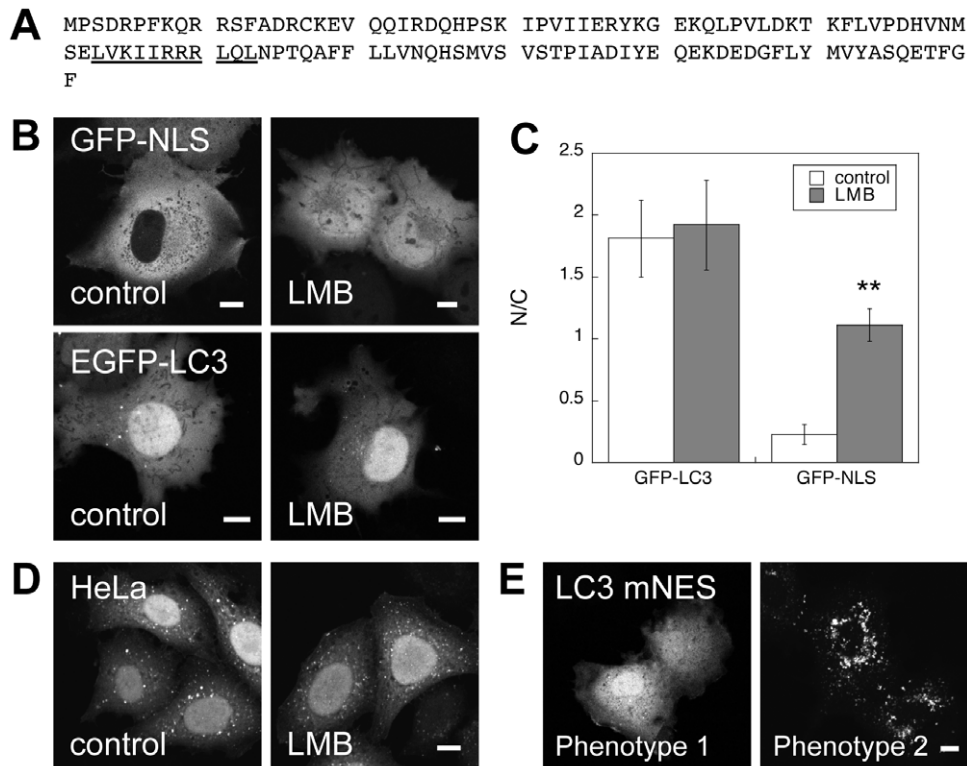 A
MPSDRPFKQR RSFADRCKEV QQIRDQHPSK IPVIIERYKG EKQLPVLDKT KFLVPDHVNM
SELVKIIRRR LQLNPTQAFF LLVNQHSMVS VSTPIADIYE QEKDEDGFLY MVYASQETFG
F
B
GFP-NLS
control
LMB
EGFP-LC3
control
LMB
C
2.5
2
1.5
1
0.5
0
N/C
control
LMB
**
GFP-LC3
GFP-NLS
D
HeLa
control
LMB
E
LC3 mNES
Phenotype 1
Phenotype 2